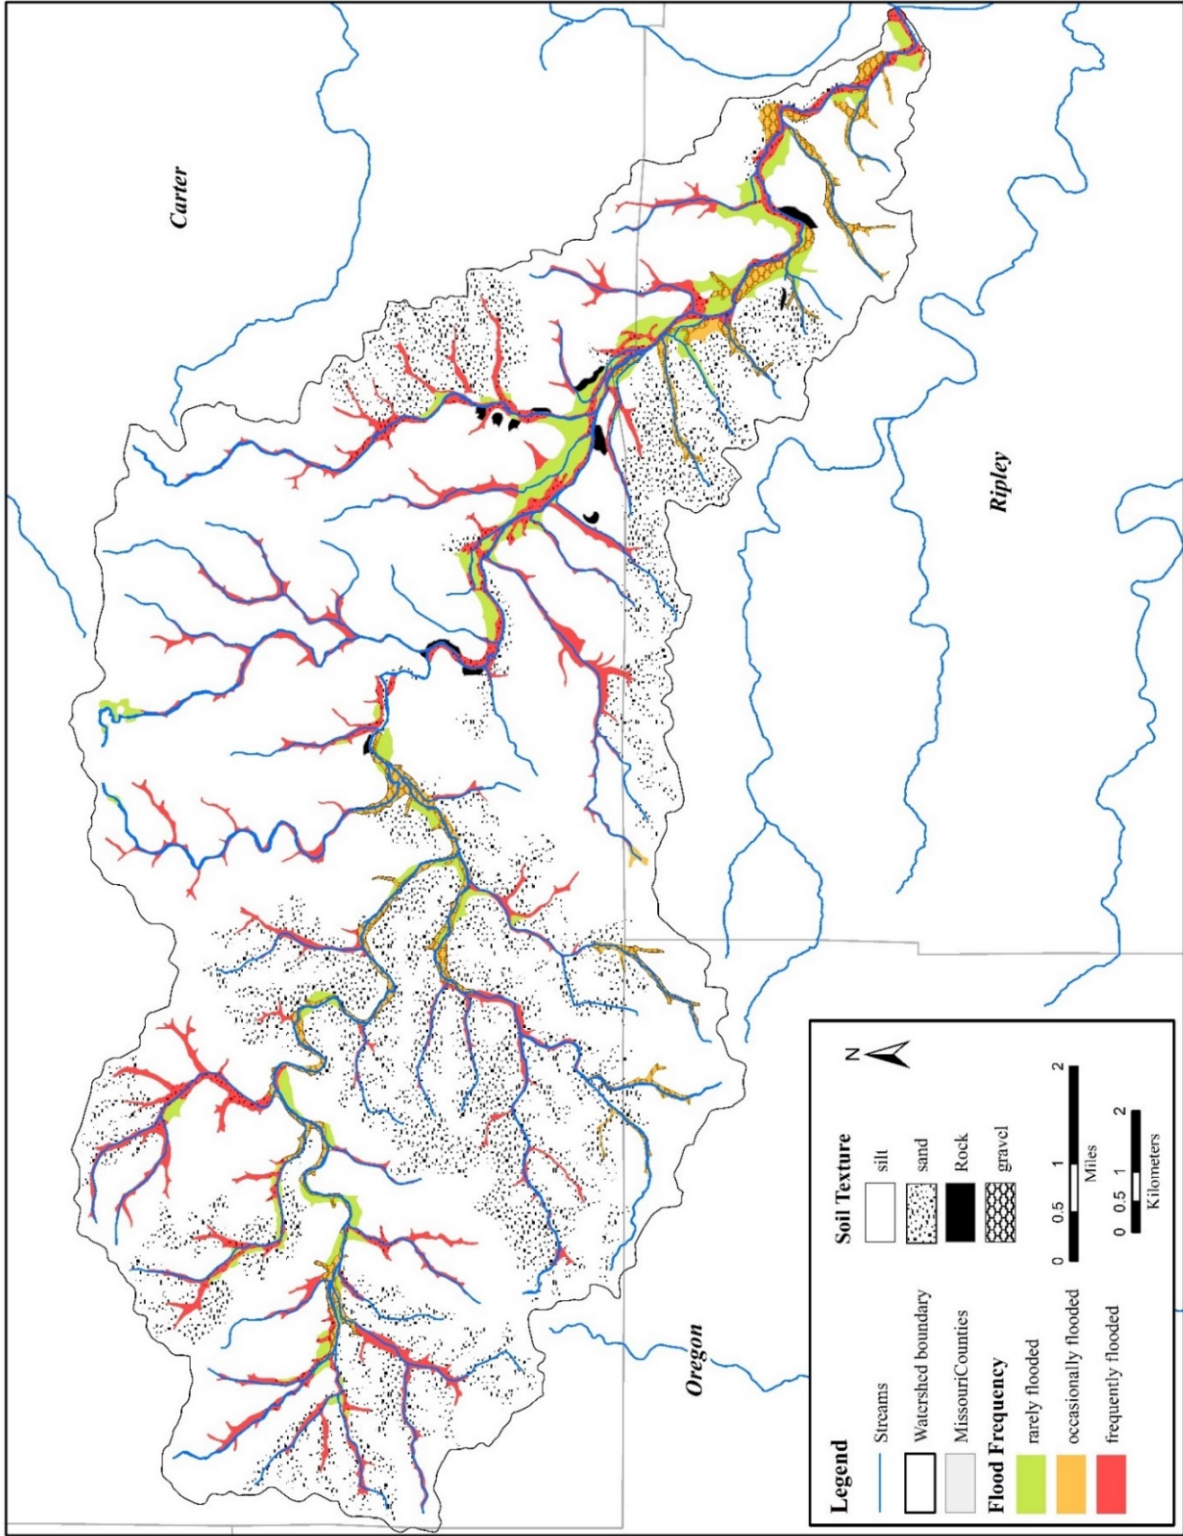 Carter
Ripley
Oregon
Legend
Streams
Watershed boundary
MissouriCounties
Flood Frequency
rarely flooded
occasionally flooded
frequently flooded
Soil Texture
silt
sand
Rock
gravel
N
0 0.5 1 2
Miles
0 0.5 1 2
Kilometers